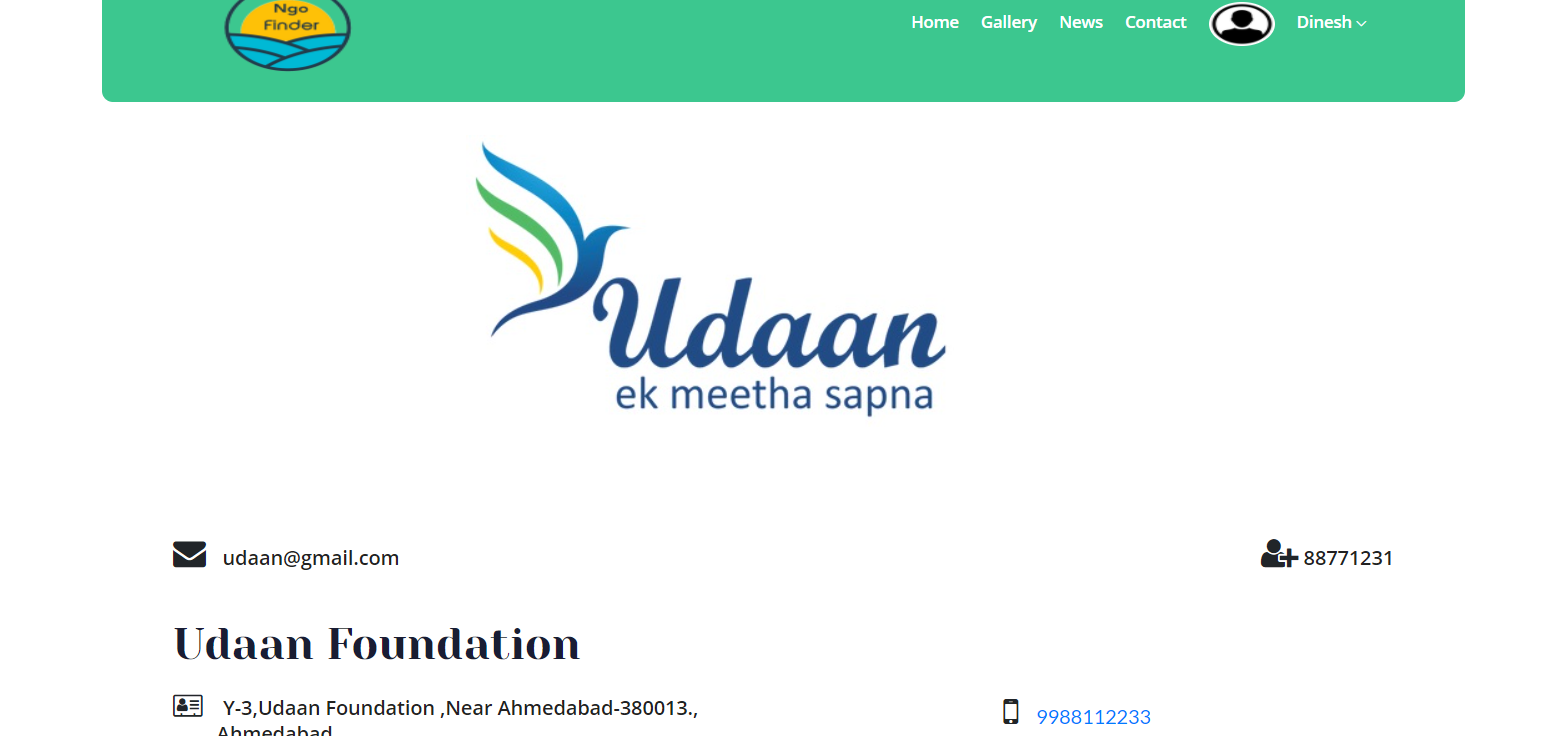 Ngo
Finder
Home Gallery News Contact Dinesh
Udaan
ek meetha sapna
udaan@gmail.com 88771231
Udaan Foundation
Y-3,Udaan Foundation ,Near Ahmedabad-380013.,
9988112233
Ahmedabad